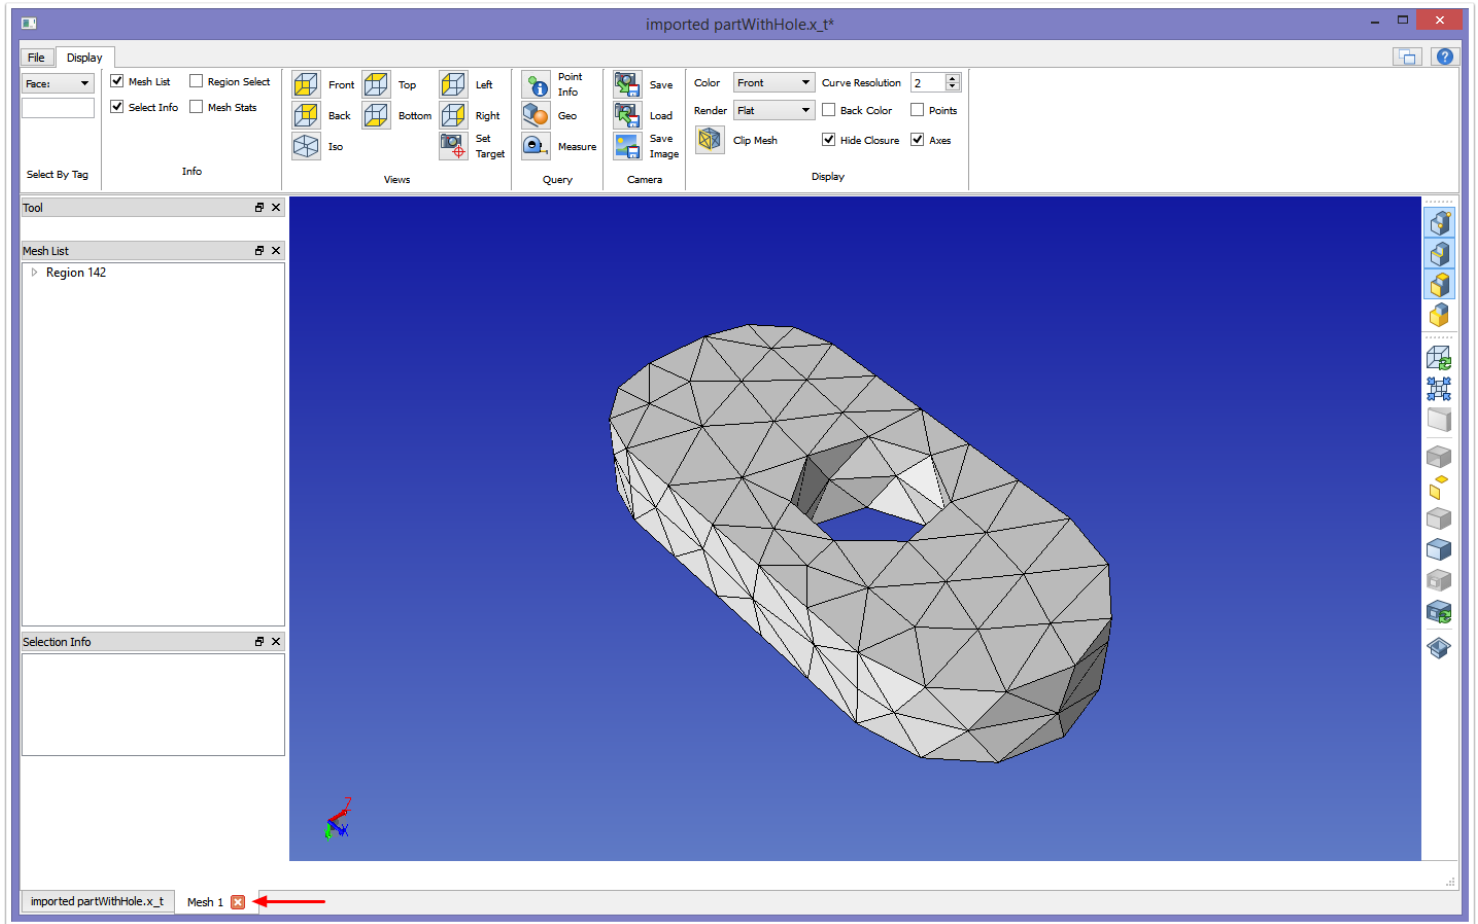 imported partWithHole.x_t*
File Display
Face: Mesh List Region Select
Select Info Mesh Stats
Select By Tag
Info
Front Top Left
Back Bottom Right
Iso Set Target
Views
Point Info
Geo
Measure
Query
Save
Load
Save Image
Camera
Color Front Curve Resolution 2
Render Flat Back Color Points
Clip Mesh Hide Closure Axes
Display
Tool
Mesh List
Region 142
Selection Info
Z
X
imported partWithHole.x_t Mesh 1